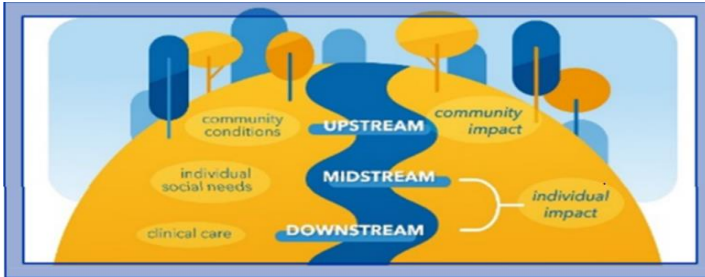 community
conditions
UPSTREAM
community
impact
individual
social needs
MIDSTREAM
individual
impact
clinical care
DOWNSTREAM